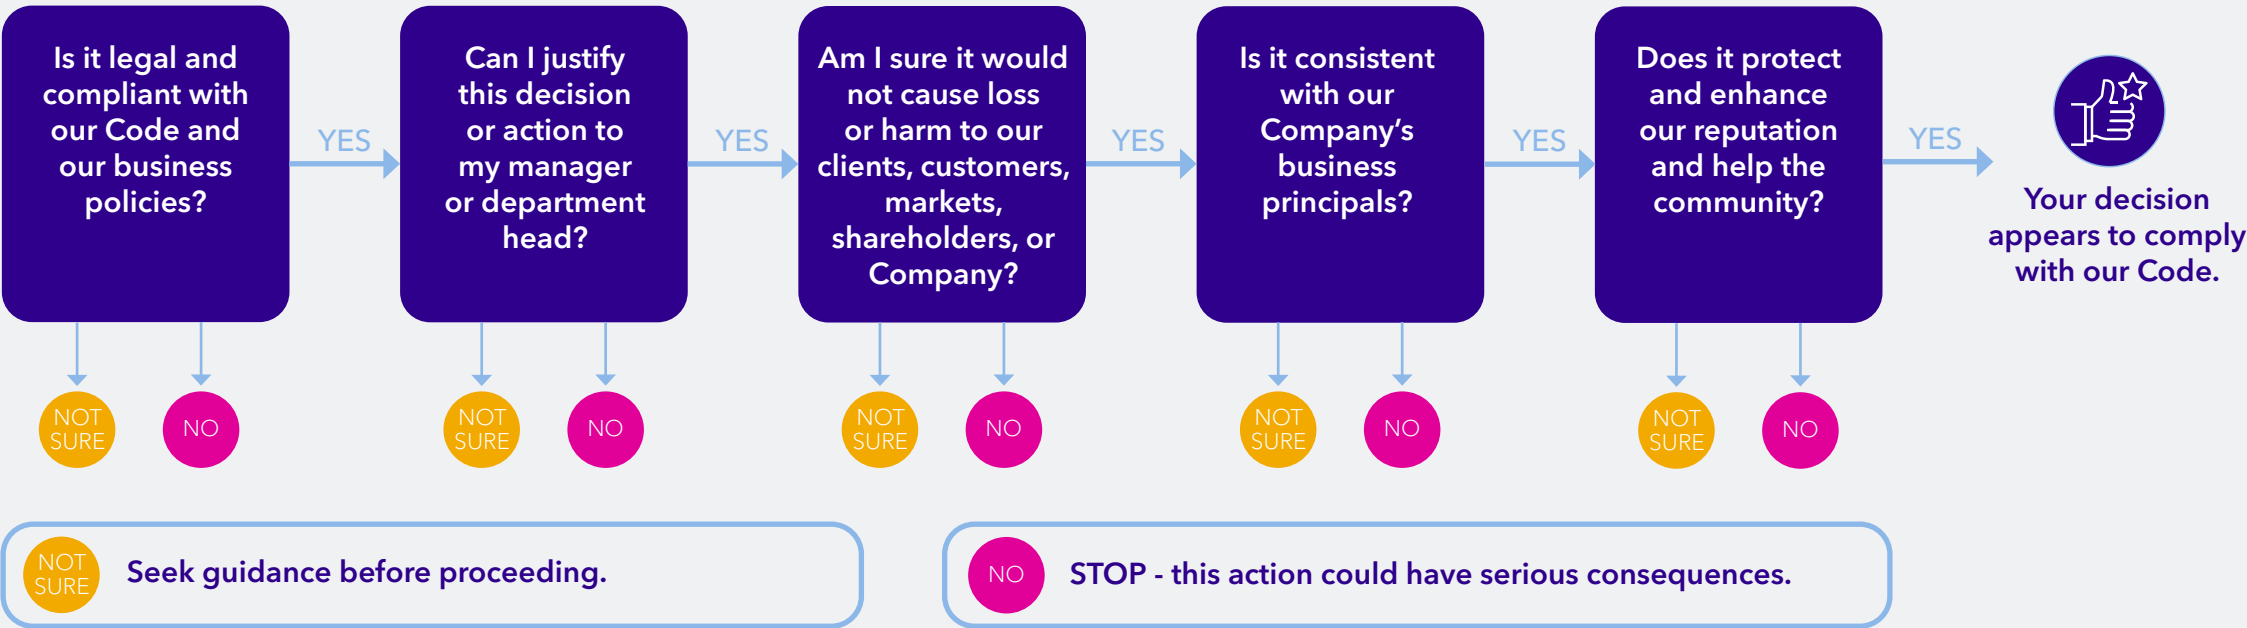 Is it legal and
compliant with
our Code and
our business
policies?
YES
Can I justify
this decision
or action to
my manager
or department
head?
YES
Am I sure it would
not cause loss
or harm to our
clients, customers,
markets,
shareholders, or
Company?
YES
Is it consistent
with our
Company's
business
principals?
YES
Does it protect
and enhance
our reputation
and help the
community?
YES
Your decision
appears to comply
with our Code.
NOT
SURE
NO
NOT
SURE
NO
NOT
SURE
NO
NOT
SURE
NO
NOT
SURE
NO
NOT
SURE
Seek guidance before proceeding.
NO
STOP - this action could have serious consequences.